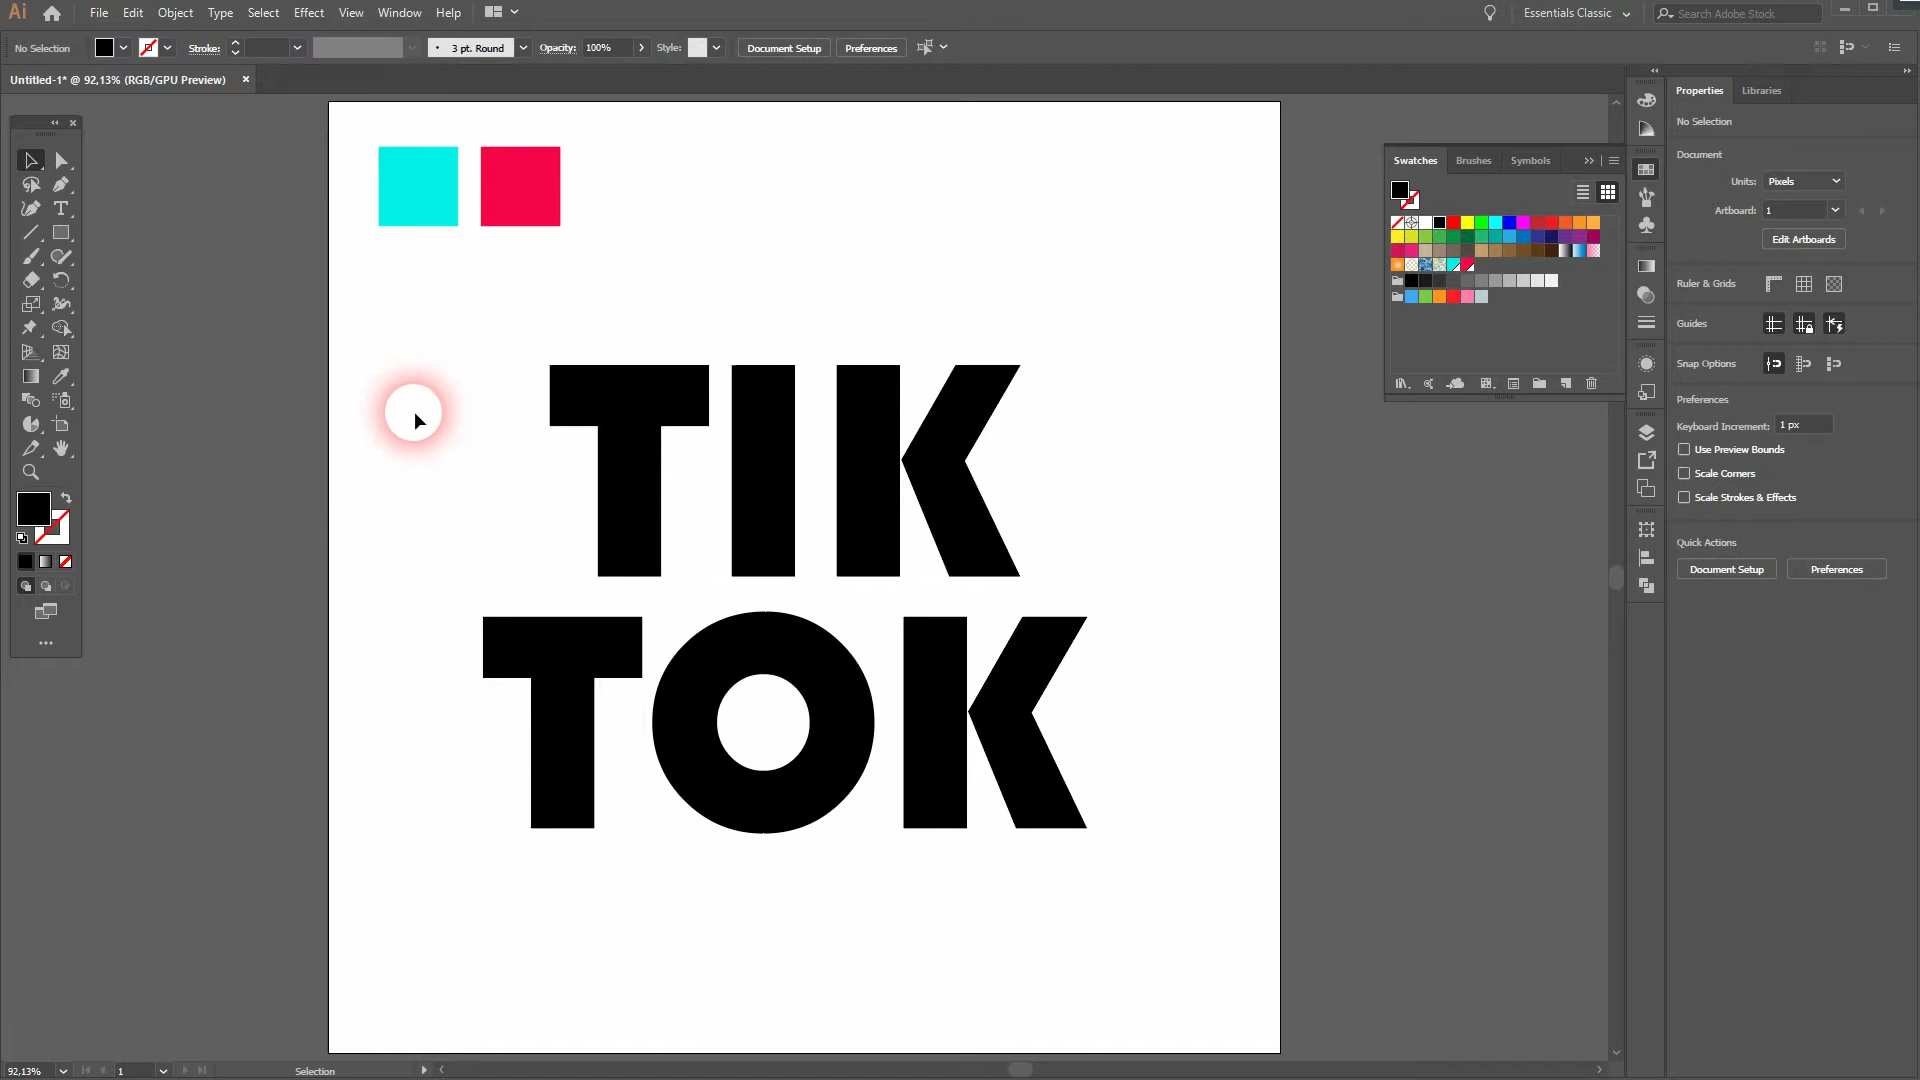 Ai File Edit Object Type Select Effect View Window Help Essentials Classic Search Adobe Stock
No Selection Stroke: 3 pt. Round Opacity: 100% Style: Document Setup Preferences
Untitled-1* @ 92,13% (RGB/GPU Preview)
Properties Libraries
No Selection
Document
Units: Pixels
Artboard: 1
Edit Artboards
Ruler & Grids
Guides
Snap Options
Preferences
Keyboard Increment: 1 px
Use Preview Bounds
Scale Corners
Scale Strokes & Effects
Quick Actions
Document Setup Preferences
Swatches Brushes Symbols
TIK
TOK
92,13% 1 Selection